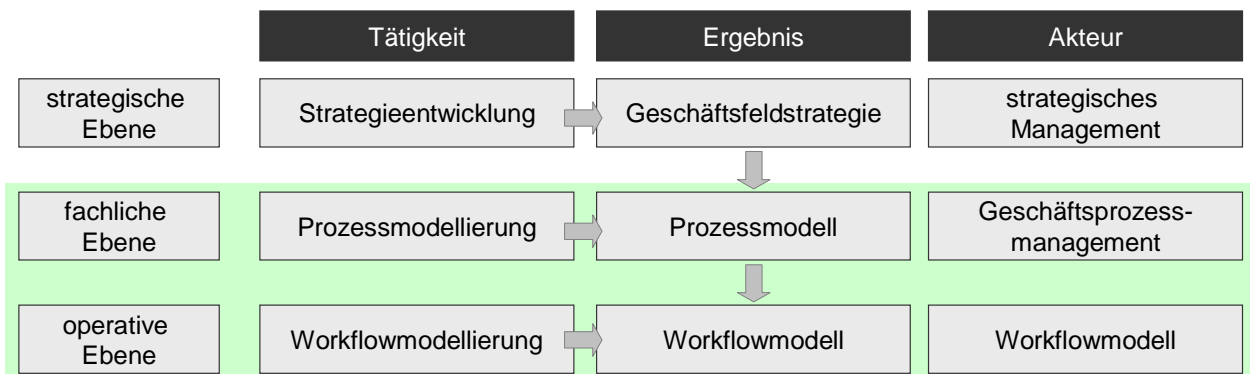 Tätigkeit
Ergebnis
Akteur
strategische
Ebene
Strategieentwicklung
Geschäftsfeldstrategie
strategisches
Management
fachliche
Ebene
Prozessmodellierung
Prozessmodell
Geschäftsprozess-
management
operative
Ebene
Workflowmodellierung
Workflowmodell
Workflowmodell